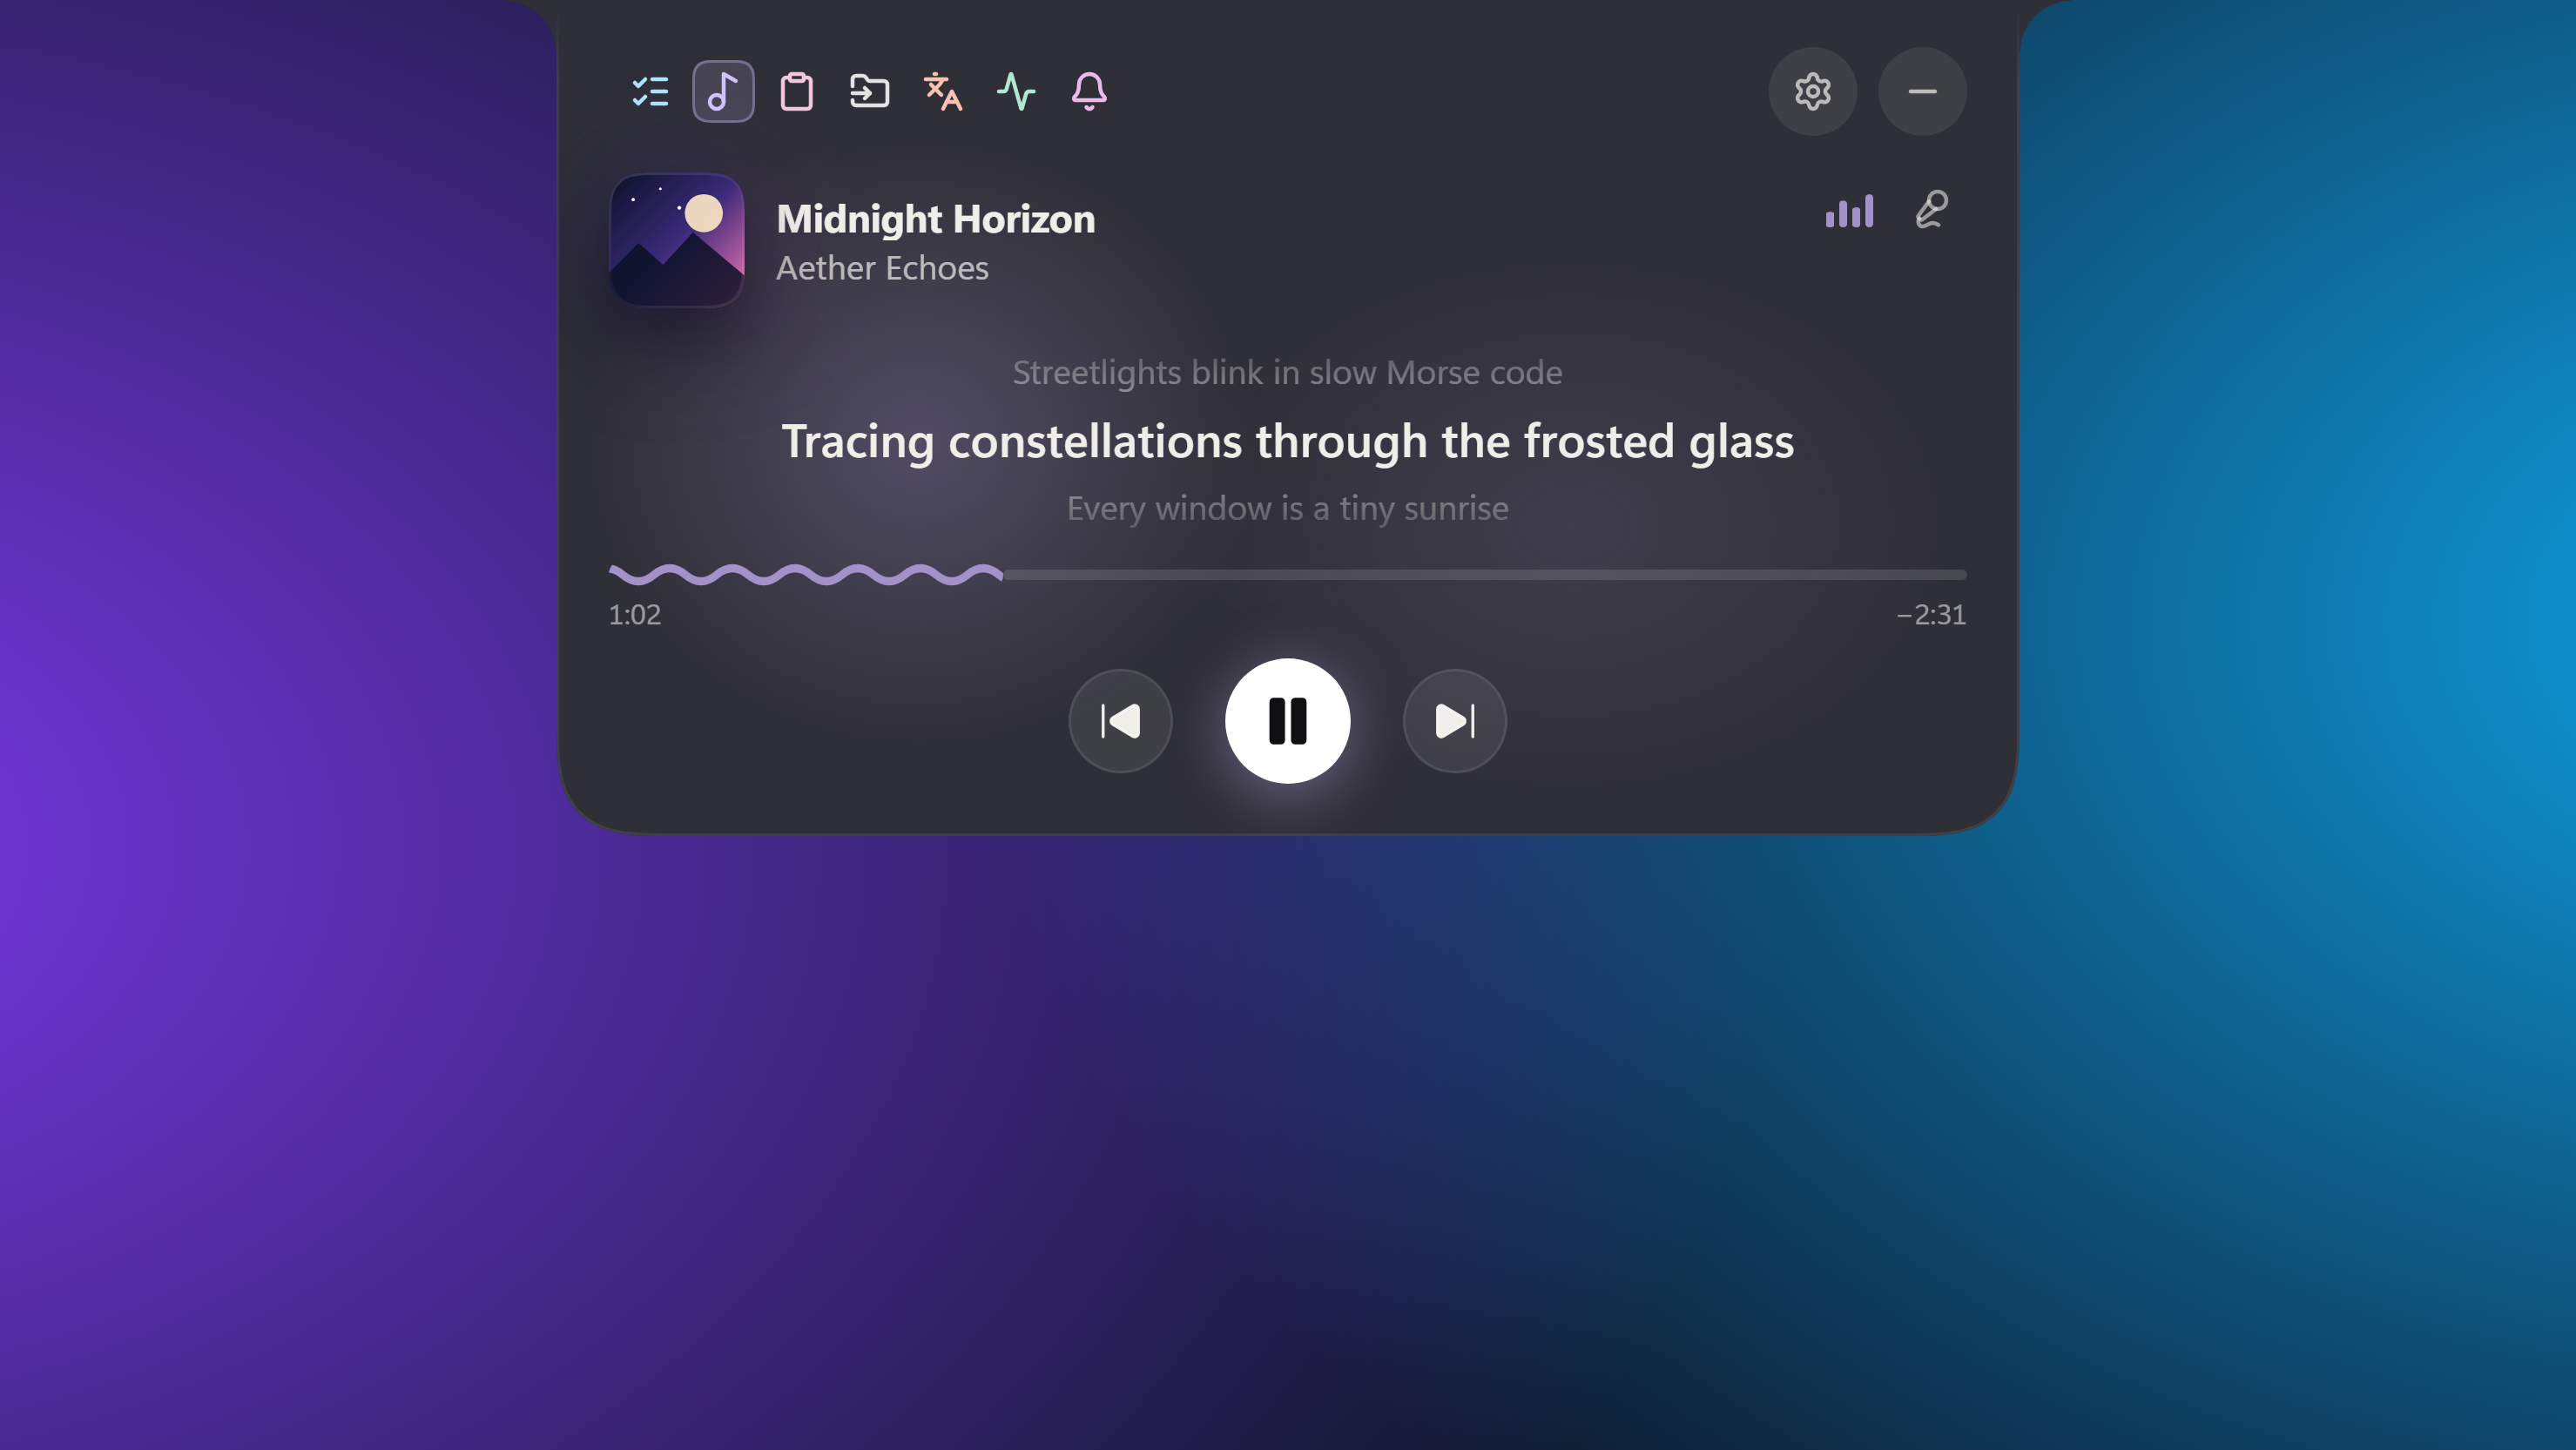 Midnight Horizon
Aether Echoes
Streetlights blink in slow Morse code
Tracing constellations through the frosted glass
Every window is a tiny sunrise
1:02
−2:31